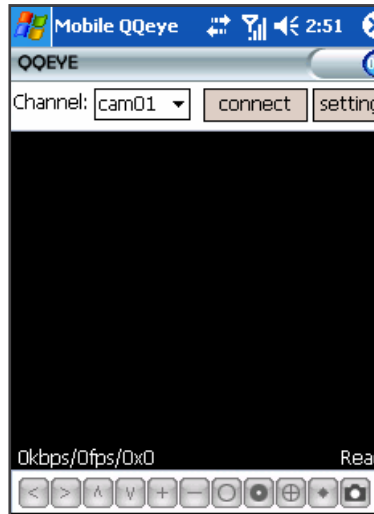 Mobile QQeye 2:51
QQEYE
Channel: cam01 connect setting
0kbps/0fps/0x0 Rea
< > ∧ ∨ + −